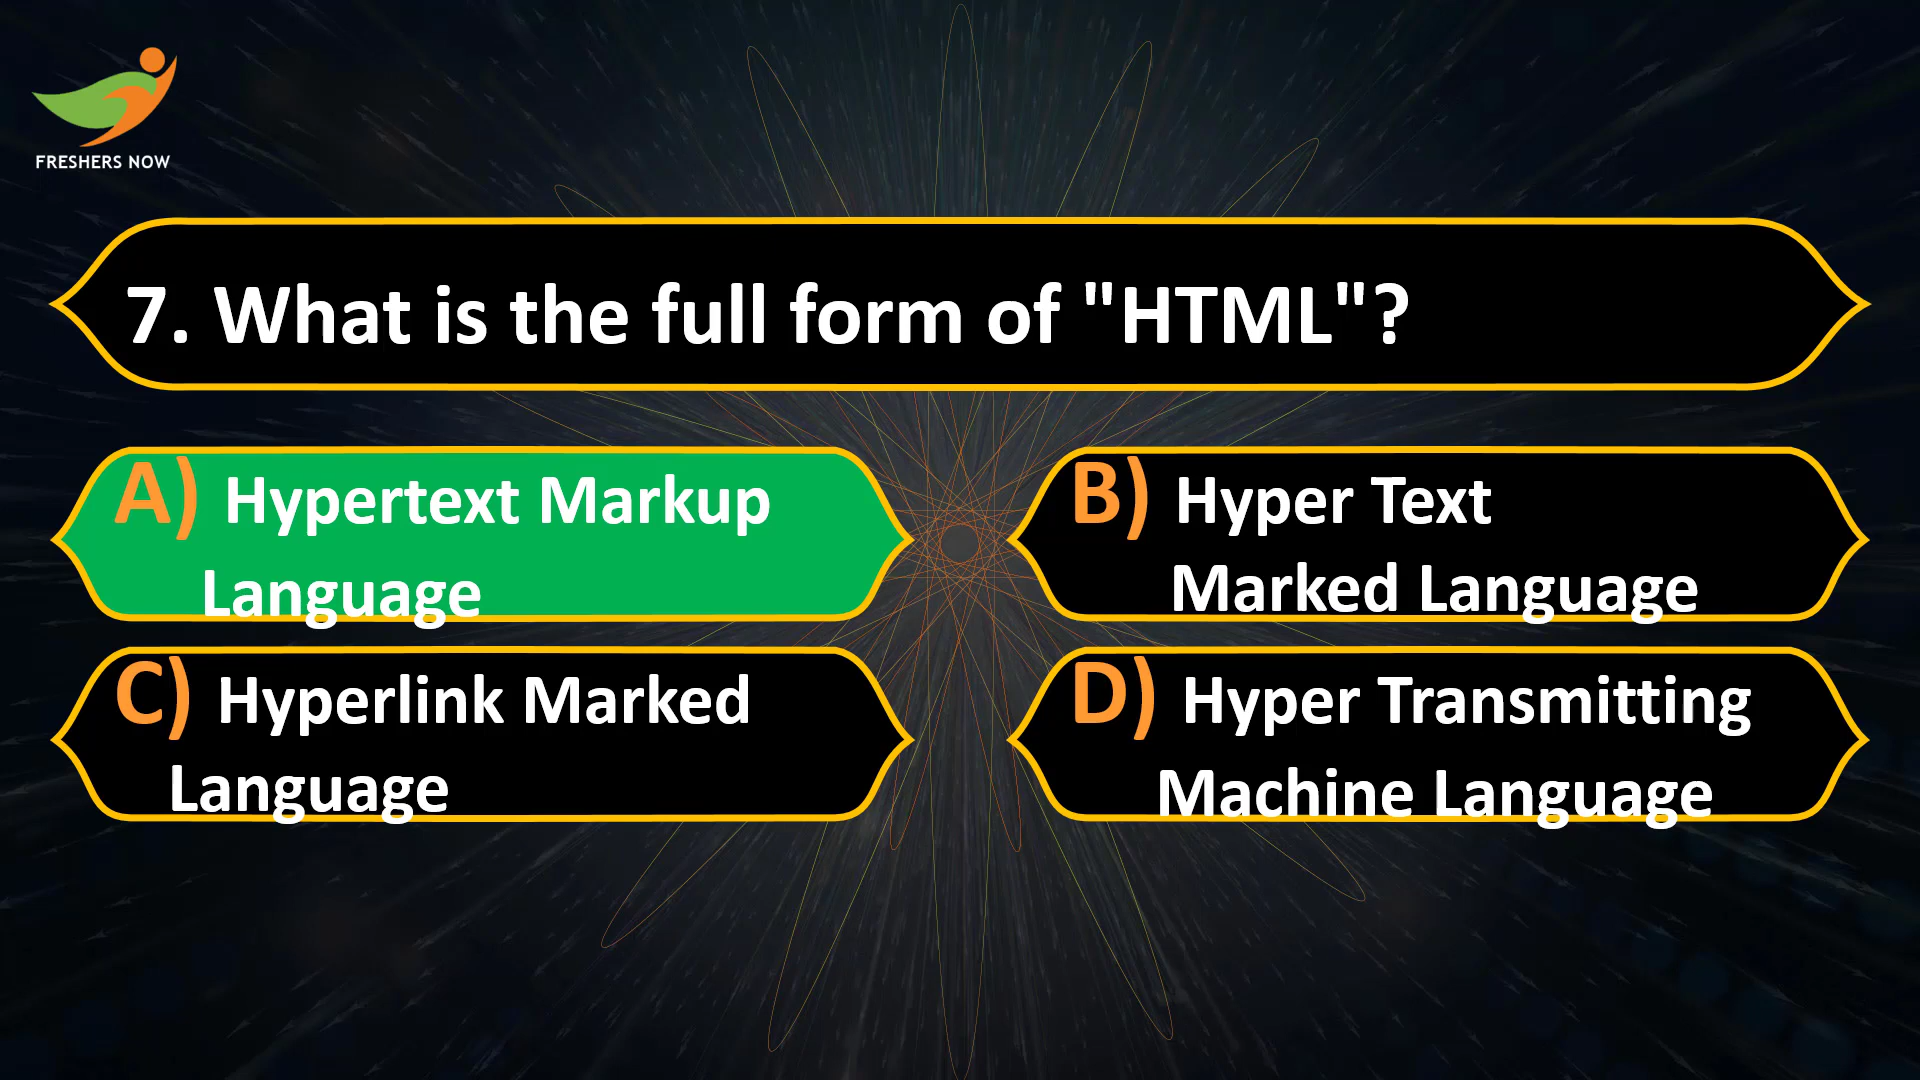 FRESHERS NOW
7. What is the full form of "HTML"?
A) Hypertext Markup
Language
B) Hyper Text
Marked Language
C) Hyperlink Marked
Language
D) Hyper Transmitting
Machine Language